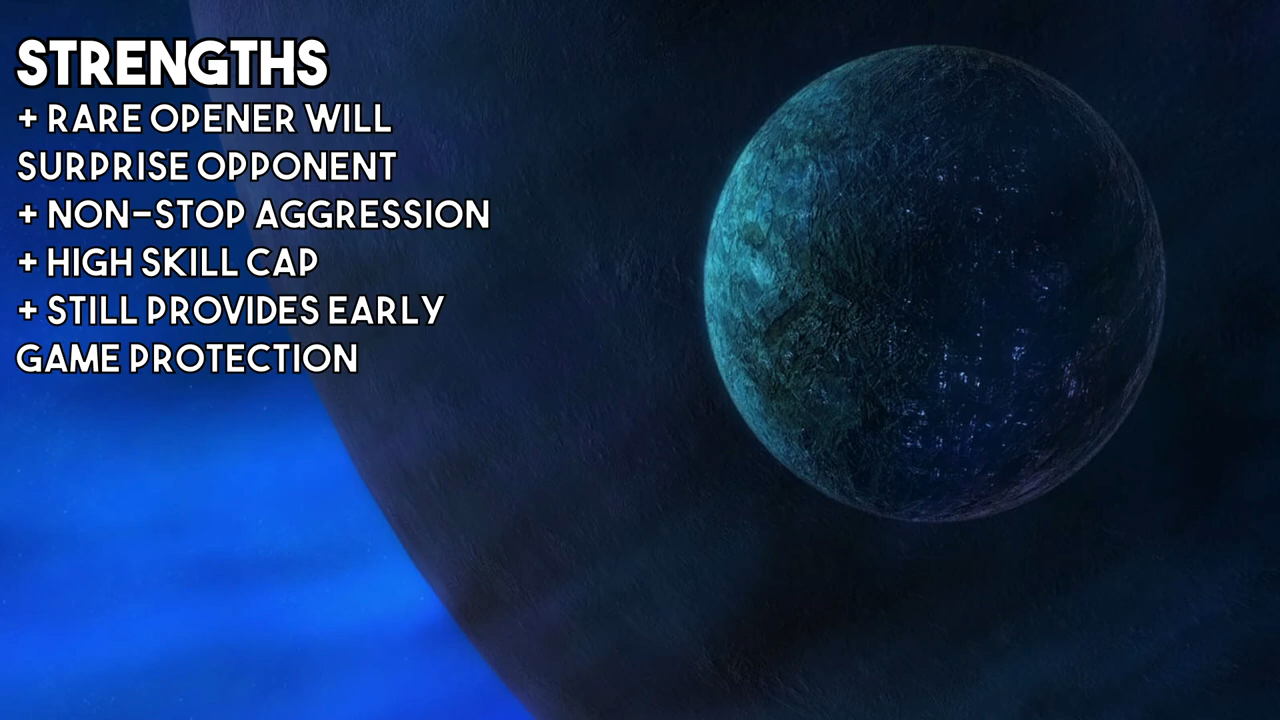 STRENGTHS
+ RARE OPENER WILL
SURPRISE OPPONENT
+ NON-STOP AGGRESSION
+ HIGH SKILL CAP
+ STILL PROVIDES EARLY
GAME PROTECTION